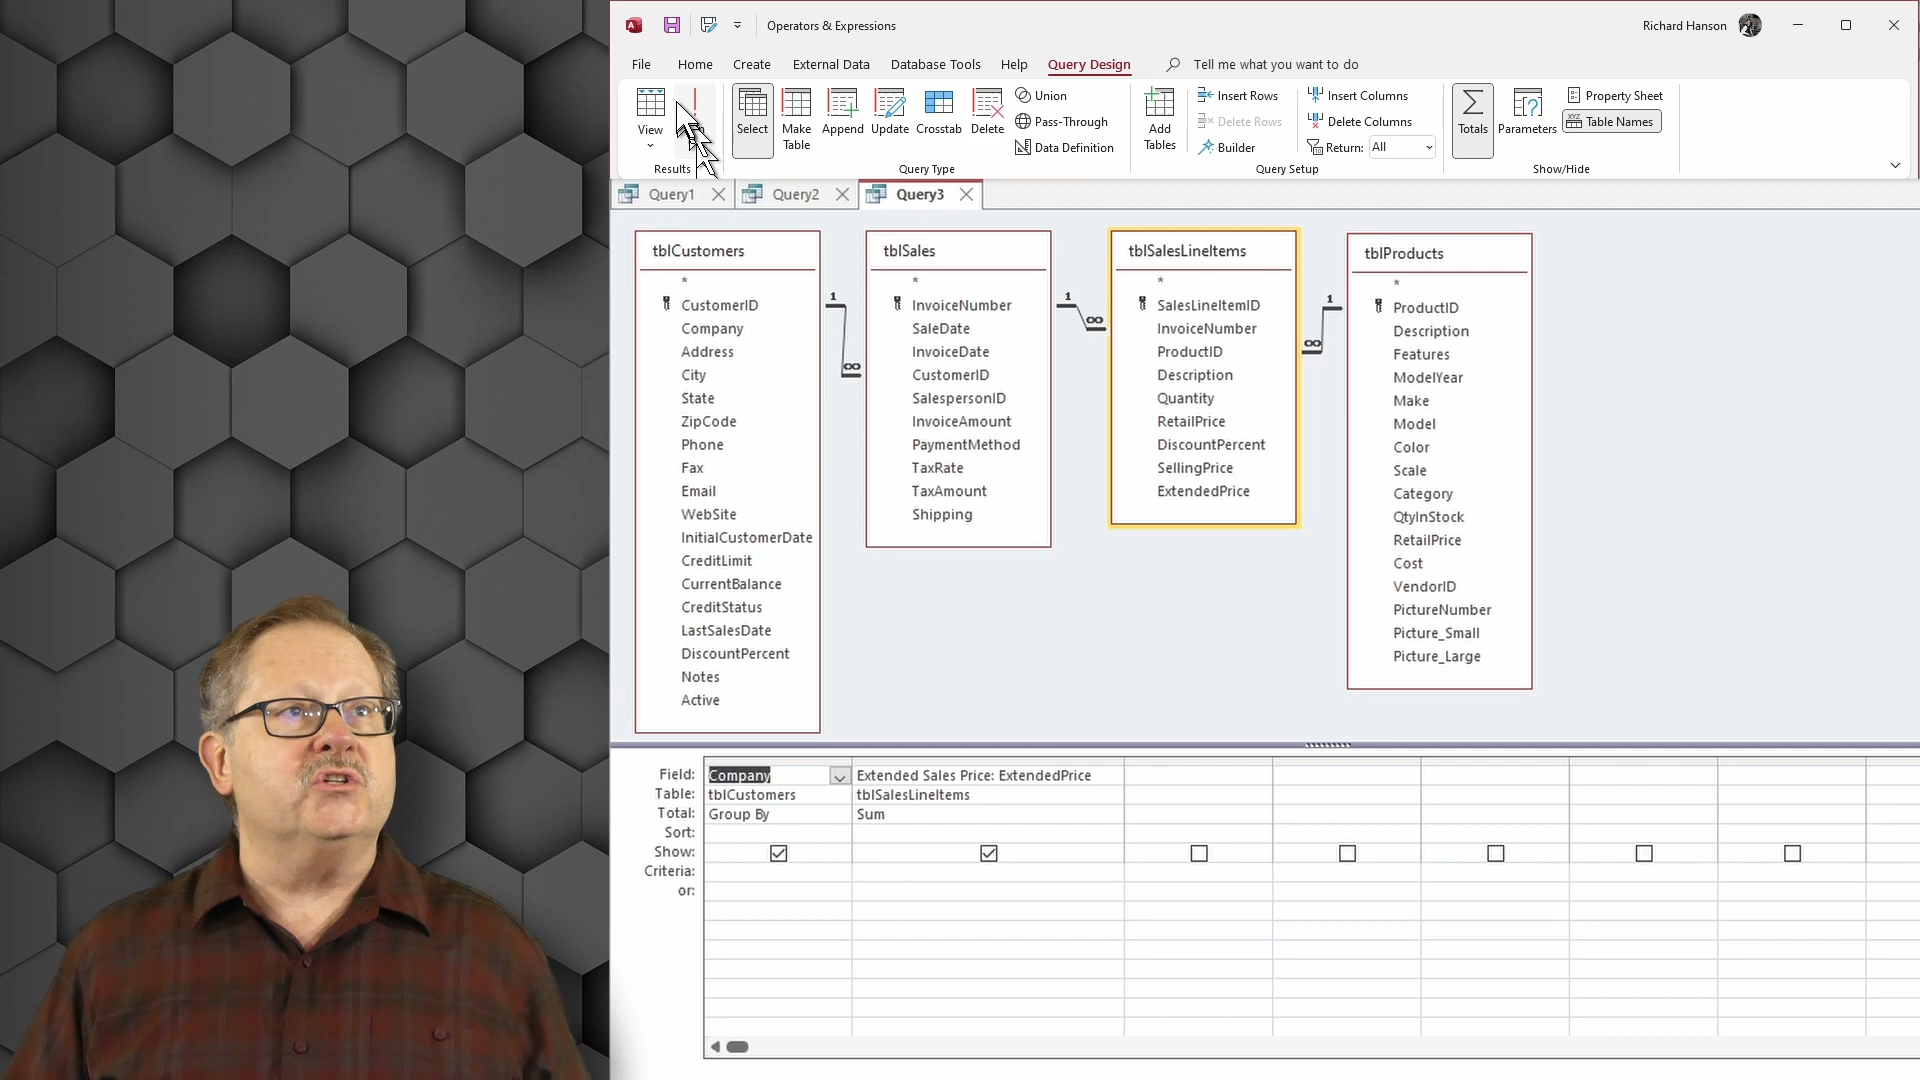 Operators & Expressions
Richard Hanson
File
Home
Create
External Data
Database Tools
Help
Query Design
Tell me what you want to do
View
Results
Select
Make
Table
Append
Update
Crosstab
Delete
Union
Pass-Through
Data Definition
Query Type
Add
Tables
Insert Rows
Delete Rows
Builder
Insert Columns
Delete Columns
Return: All
Query Setup
Totals
Parameters
Property Sheet
XYZ Table Names
Show/Hide
Query1
Query2
Query3
tblCustomers
*
CustomerID
Company
Address
City
State
ZipCode
Phone
Fax
Email
WebSite
InitialCustomerDate
CreditLimit
CurrentBalance
CreditStatus
LastSalesDate
DiscountPercent
Notes
Active
1
∞
tblSales
*
InvoiceNumber
SaleDate
InvoiceDate
CustomerID
SalespersonID
InvoiceAmount
PaymentMethod
TaxRate
TaxAmount
Shipping
1
∞
tblSalesLineItems
*
SalesLineItemID
InvoiceNumber
ProductID
Description
Quantity
RetailPrice
DiscountPercent
SellingPrice
ExtendedPrice
1
∞
tblProducts
*
ProductID
Description
Features
ModelYear
Make
Model
Color
Scale
Category
QtyInStock
RetailPrice
Cost
VendorID
PictureNumber
Picture_Small
Picture_Large
Field: Company Extended Sales Price: ExtendedPrice
Table: tblCustomers tblSalesLineItems
Total: Group By Sum
Sort:
Show:
Criteria:
or: